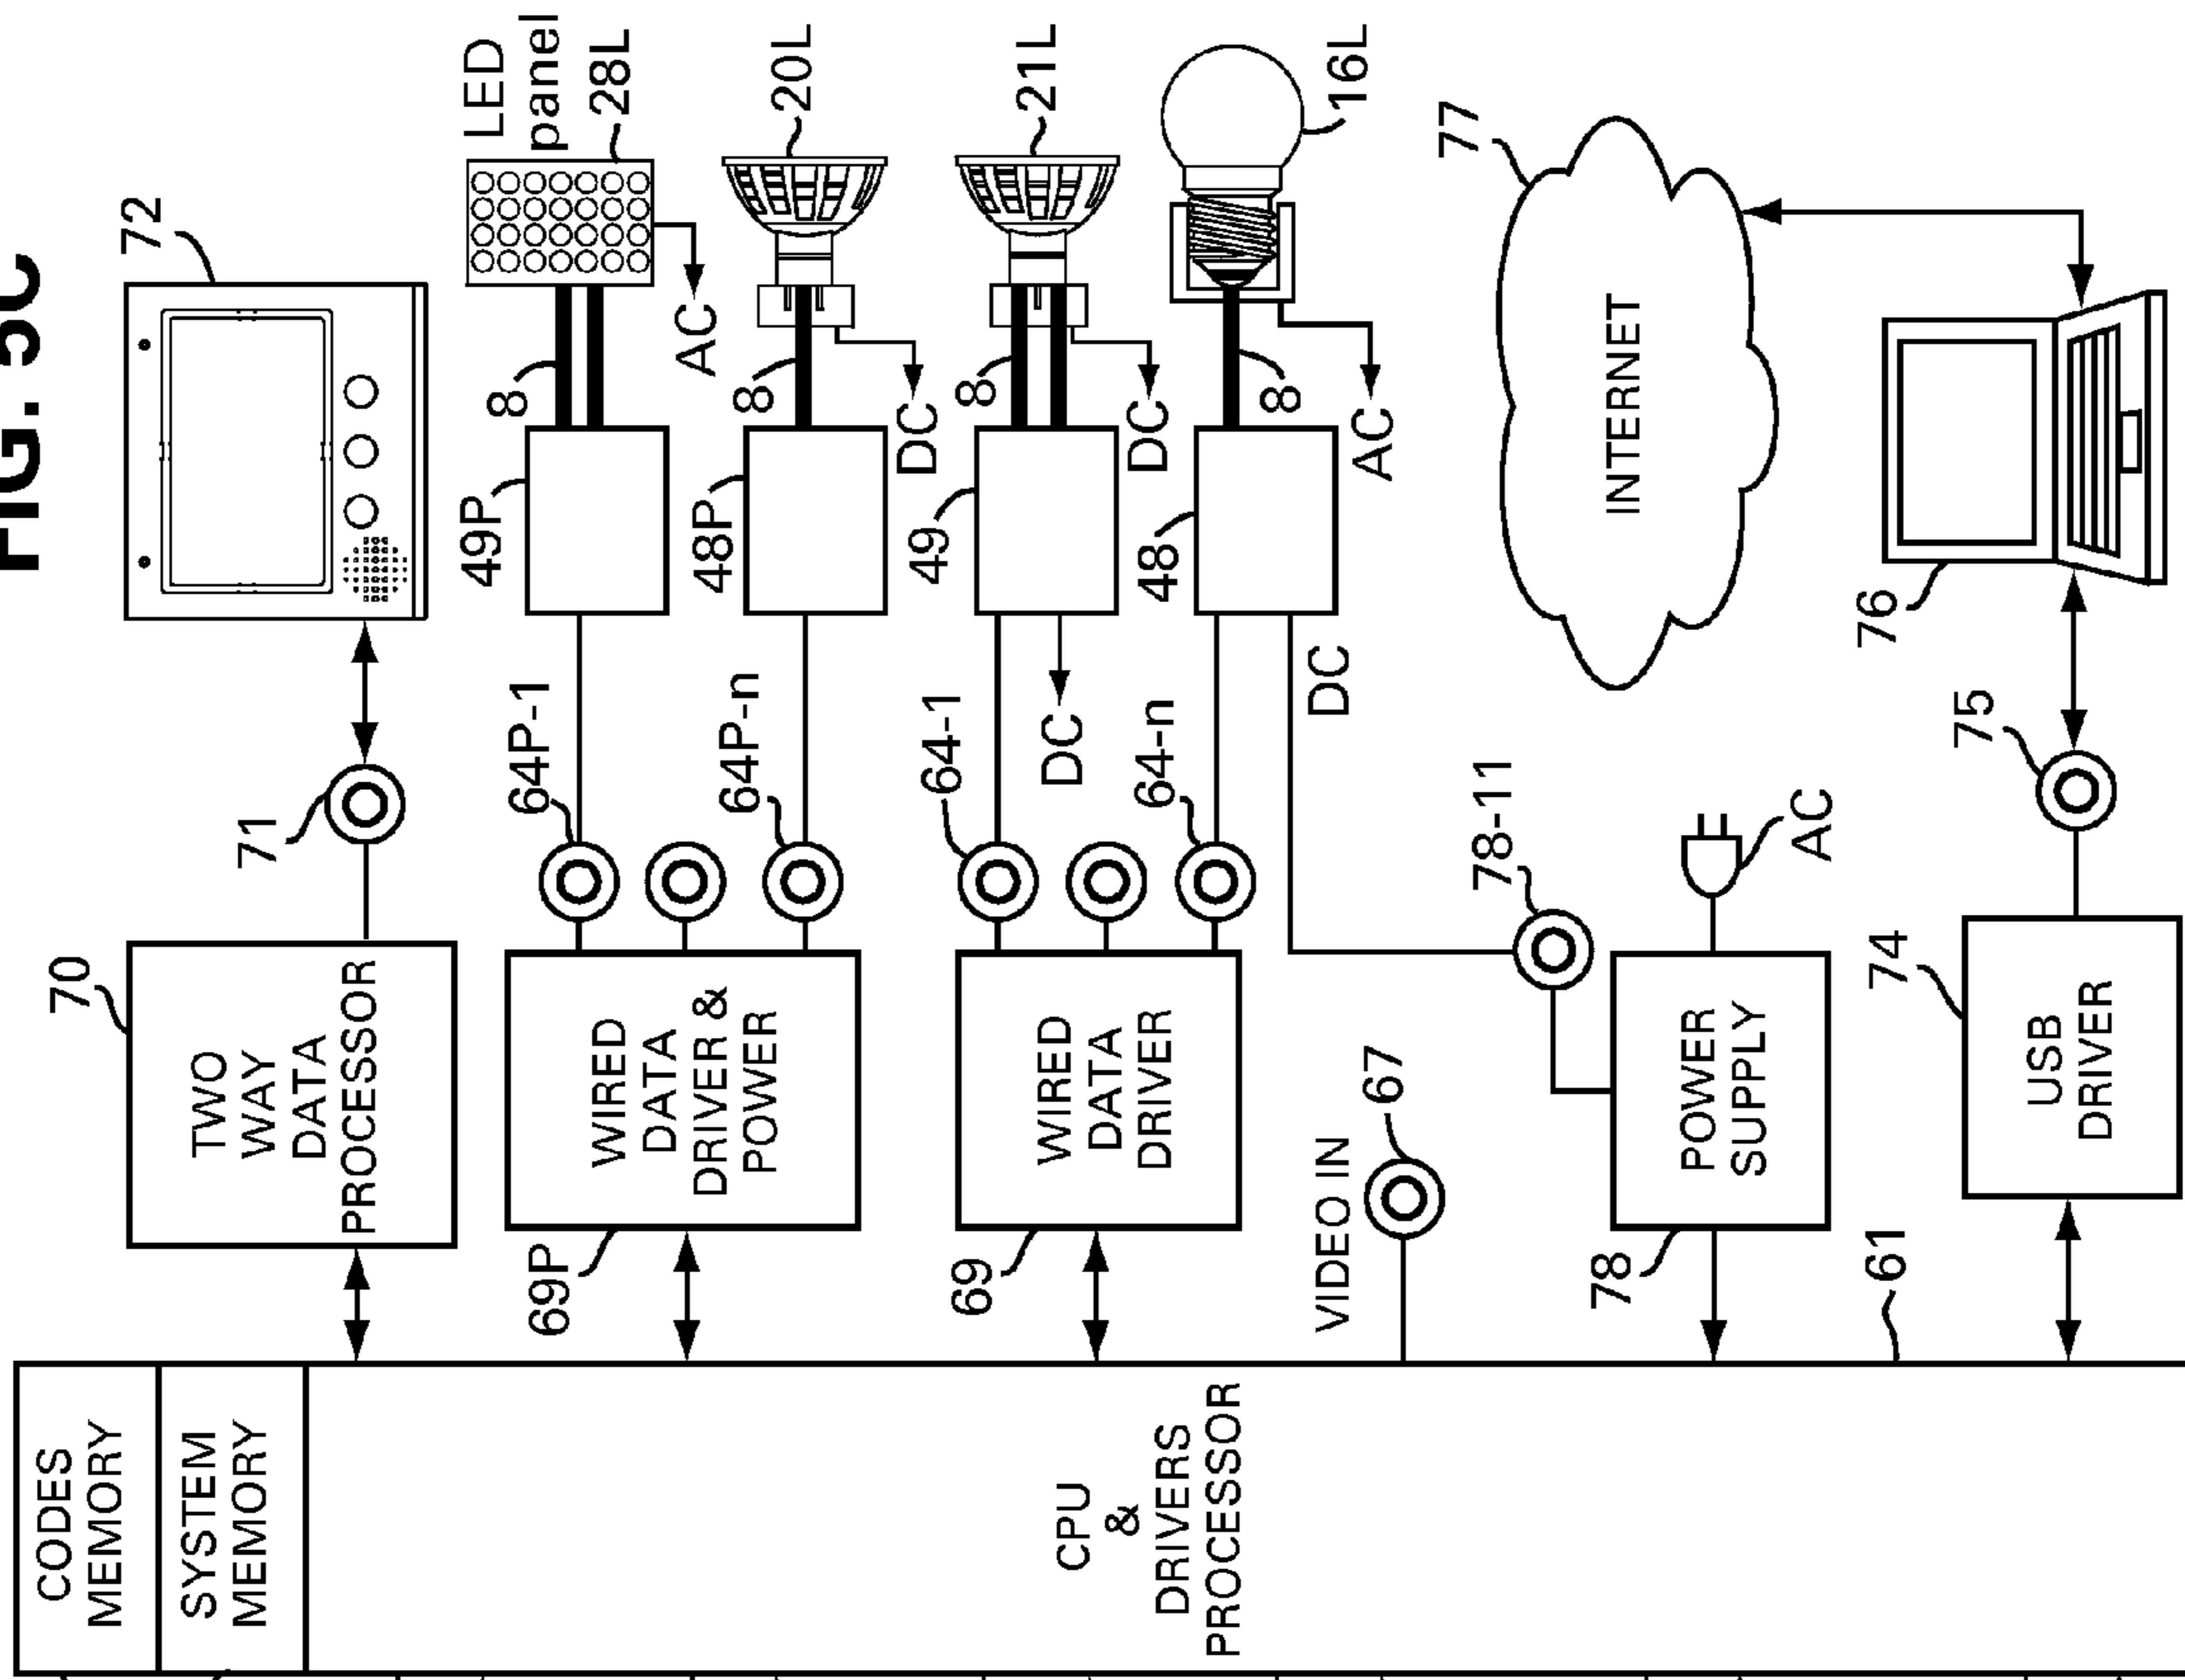 FIG.
72
70
TWO
WAY
DATA
PROCESSOR
71
CODES
MEMORY
SYSTEM
MEMORY
LED
panel
28L
AC
8
49P
64P-1
69P
WIRED
DATA
DRIVER &
POWER
20L
8
DC
48P
64P-n
21L
8
DC
49
DC
64-1
69
WIRED
DATA
DRIVER
16L
8
AC
48
DC
64-n
CPU
&
DRIVERS
PROCESSOR
VIDEO IN
67
77
INTERNET
78-11
78
POWER
SUPPLY
AC
61
76
75
74
USB
DRIVER